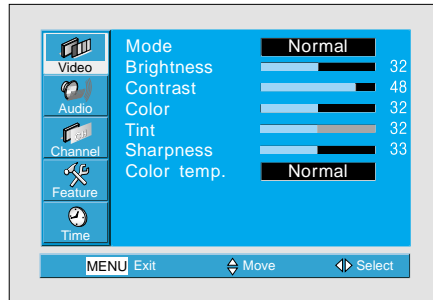 Video
Audio
Channel
Feature
Time
Mode Normal
Brightness 32
Contrast 48
Color 32
Tint 32
Sharpness 33
Color temp. Normal
MENU Exit Move Select